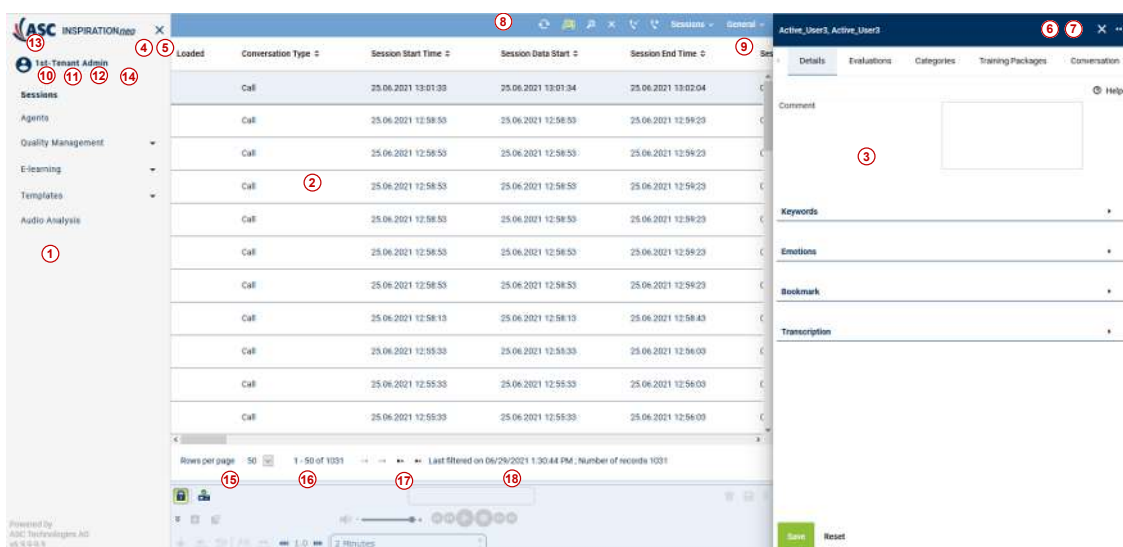 ASC INSPIRATIONneo
8
Sessions
General
Active_User3, Active_User3
6
7
13
4
5
Loaded
Conversation Type
Session Start Time
Session Data Start
Session End Time
9
Ses
Details
Evaluations
Categories
Training Packages
Conversation
1st-Tenant Admin
10
11
12
14
Call
25.06.2021 13:01:33
25.06.2021 13:01:34
25.06.2021 13:02:04
Help
Sessions
Comment
Agents
Call
25.06.2021 12:58:53
25.06.2021 12:58:53
25.06.2021 12:59:23
Quality Management
Call
25.06.2021 12:58:53
25.06.2021 12:58:53
25.06.2021 12:59:23
3
E-learning
Call
2
25.06.2021 12:58:53
25.06.2021 12:58:53
25.06.2021 12:59:23
Templates
Audio Analysis
Call
25.06.2021 12:58:53
25.06.2021 12:58:53
25.06.2021 12:59:23
Keywords
1
Call
25.06.2021 12:58:53
25.06.2021 12:58:53
25.06.2021 12:59:23
Emotions
Call
25.06.2021 12:58:53
25.06.2021 12:58:53
25.06.2021 12:59:23
Bookmark
Call
25.06.2021 12:58:13
25.06.2021 12:58:13
25.06.2021 12:58:43
Transcription
Call
25.06.2021 12:55:33
25.06.2021 12:55:33
25.06.2021 12:56:03
Call
25.06.2021 12:55:33
25.06.2021 12:55:33
25.06.2021 12:56:03
Call
25.06.2021 12:55:33
25.06.2021 12:55:33
25.06.2021 12:56:03
Rows per page
50
1 - 50 of 1031
Last filtered on 06/29/2021 1:30:44 PM ; Number of records 1031
15
16
17
18
Powered by
ASC Technologies AG
1.0
2 Minutes
Save
Reset